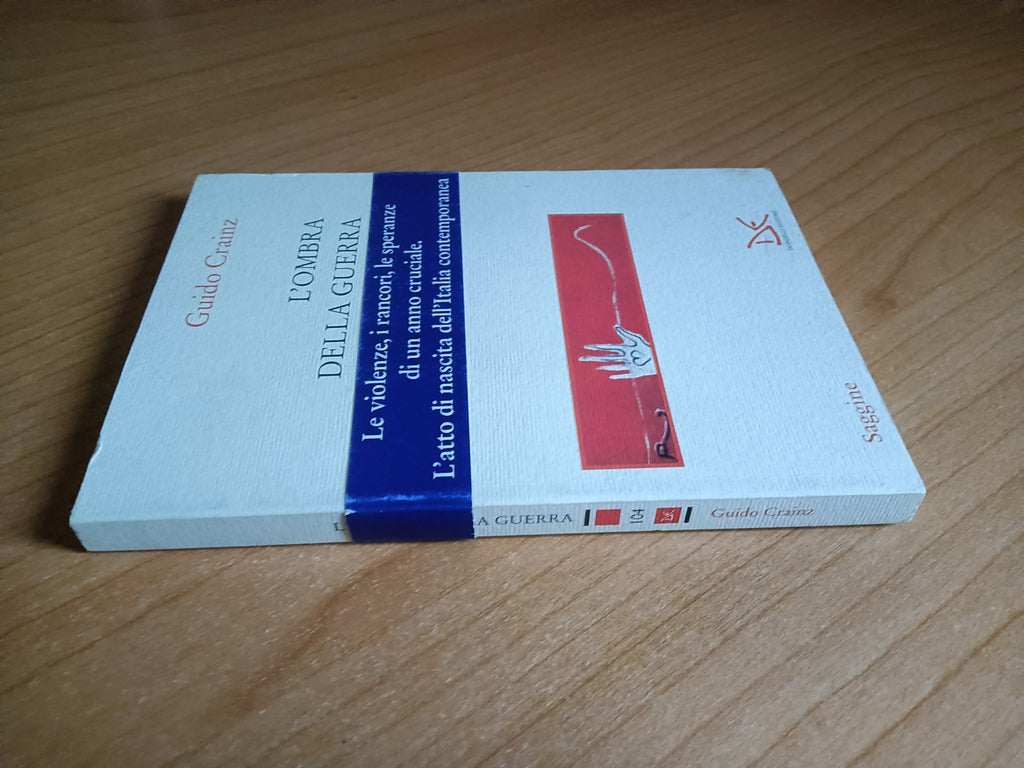 Guido Crainz
L'OMBRA
DELLA GUERRA
Le violenze, i rancori, le speranze
di un anno cruciale.
L'atto di nascita dell'Italia contemporanea
Saggine
L
RA GUERRA
104
Guido Crainz